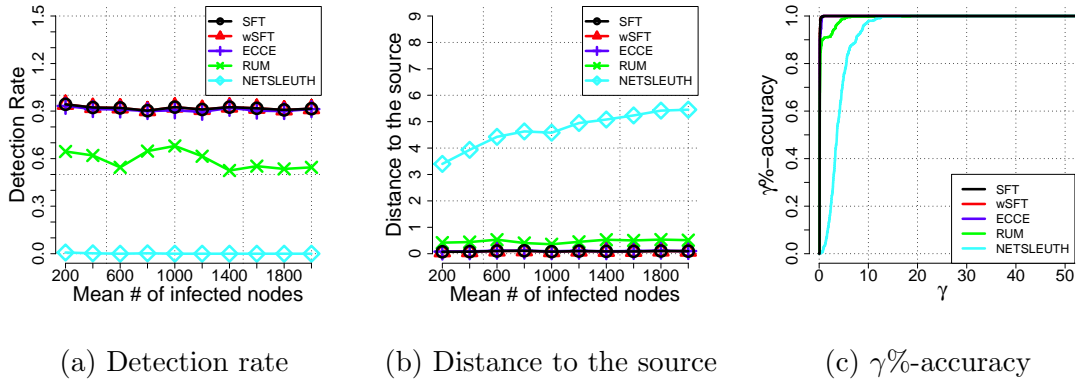 1.5
1.2
0.9
0.6
0.3
0.0
Detection Rate
SFT
wSFT
ECCE
RUM
NETSLEUTH
200 600 1000 1400 1800
Mean # of infected nodes
(a) Detection rate
9
8
7
6
5
4
3
2
1
0
Distance to the source
SFT
wSFT
ECCE
RUM
NETSLEUTH
200 600 1000 1400 1800
Mean # of infected nodes
(b) Distance to the source
1.0
0.8
0.6
0.4
0.2
0.0
γ%−accuracy
SFT
wSFT
ECCE
RUM
NETSLEUTH
0 10 20 30 40 50
γ
(c) γ%-accuracy